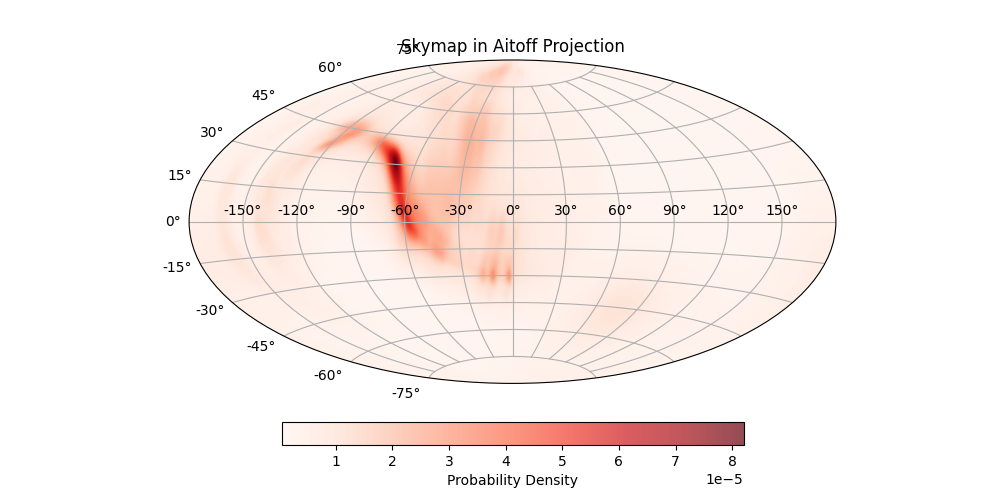 75°
Skymap in Aitoff Projection
60°
45°
30°
15°
-150° -120° -90° -60° -30° 0° 30° 60° 90° 120° 150°
0°
-15°
-30°
-45°
-60°
-75°
1 2 3 4 5 6 7 8
1e−5
Probability Density